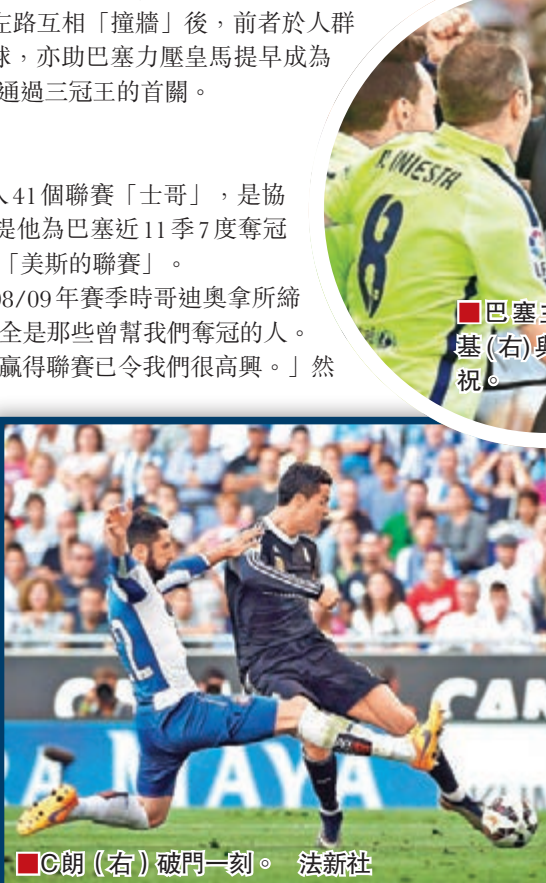 左路互相「撞牆」後，前者於人群
球，亦助巴塞力壓皇馬提早成為
通過三冠王的首關。
41個聯賽「士哥」，是協
提他為巴塞近11季7度奪冠
「美斯的聯賽」。
08/09年賽季時哥迪奧拿所締
全是那些曾幫我們奪冠的人。
贏得聯賽已令我們很高興。」然
INIESTA
8
■巴塞主
基(右)與
祝。
CAN
■C朗（右）破門一刻。 法新社